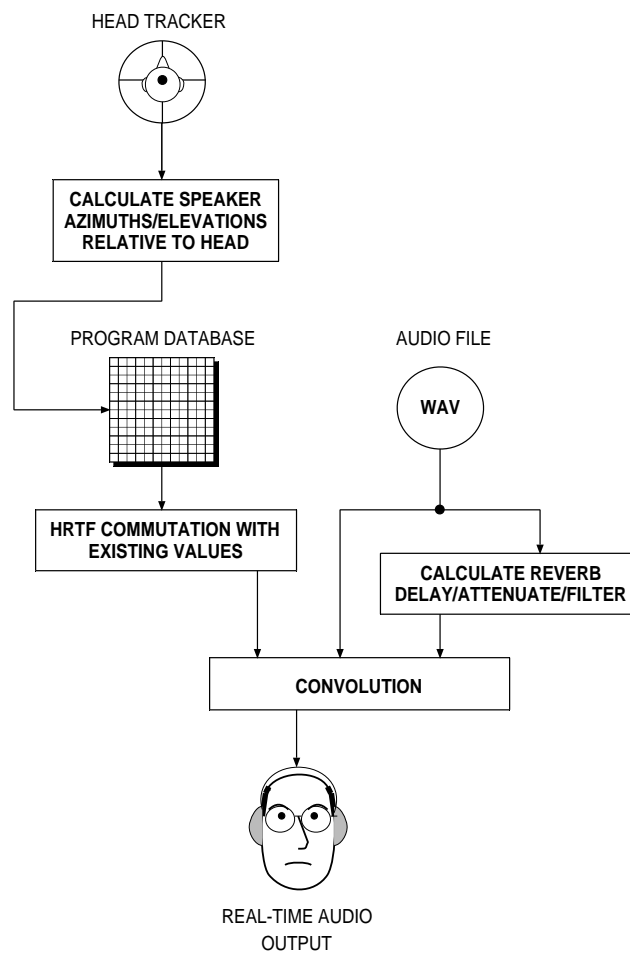 HEAD TRACKER
CALCULATE SPEAKER
AZIMUTHS/ELEVATIONS
RELATIVE TO HEAD
PROGRAM DATABASE
AUDIO FILE
WAV
HRTF COMMUTATION WITH
EXISTING VALUES
CALCULATE REVERB
DELAY/ATTENUATE/FILTER
CONVOLUTION
REAL-TIME AUDIO
OUTPUT